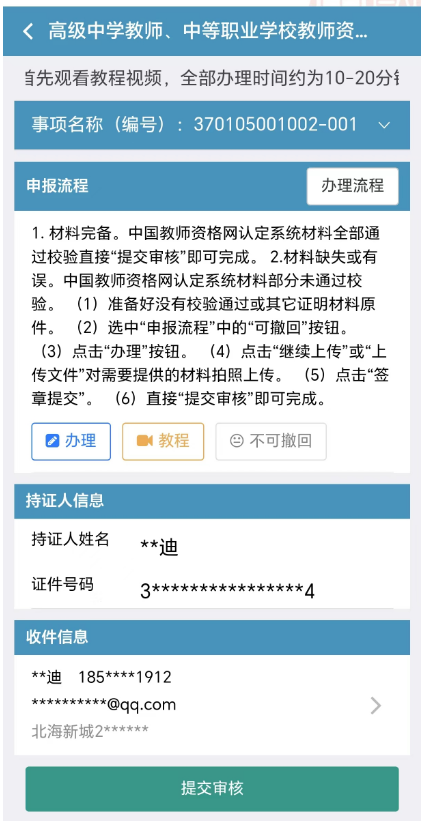 高级中学教师、中等职业学校教师资...
首先观看教程视频，全部办理时间约为10-20分钟
事项名称（编号）：370105001002-001
申报流程
办理流程
1. 材料完备。中国教师资格网认定系统材料全部通
过校验直接“提交审核”即可完成。 2.材料缺失或有
误。中国教师资格网认定系统材料部分未通过校
验。 （1）准备好没有校验通过或其它证明材料原
件。 （2）选中“申报流程”中的“可撤回”按钮。
（3）点击“办理”按钮。 （4）点击“继续上传”或“上
传文件”对需要提供的材料拍照上传。 （5）点击“签
章提交”。 （6）直接“提交审核”即可完成。
办理 教程 不可撤回
持证人信息
持证人姓名 **迪
证件号码 3****************4
收件信息
**迪 185****1912
**********@qq.com
北海新城2******
提交审核